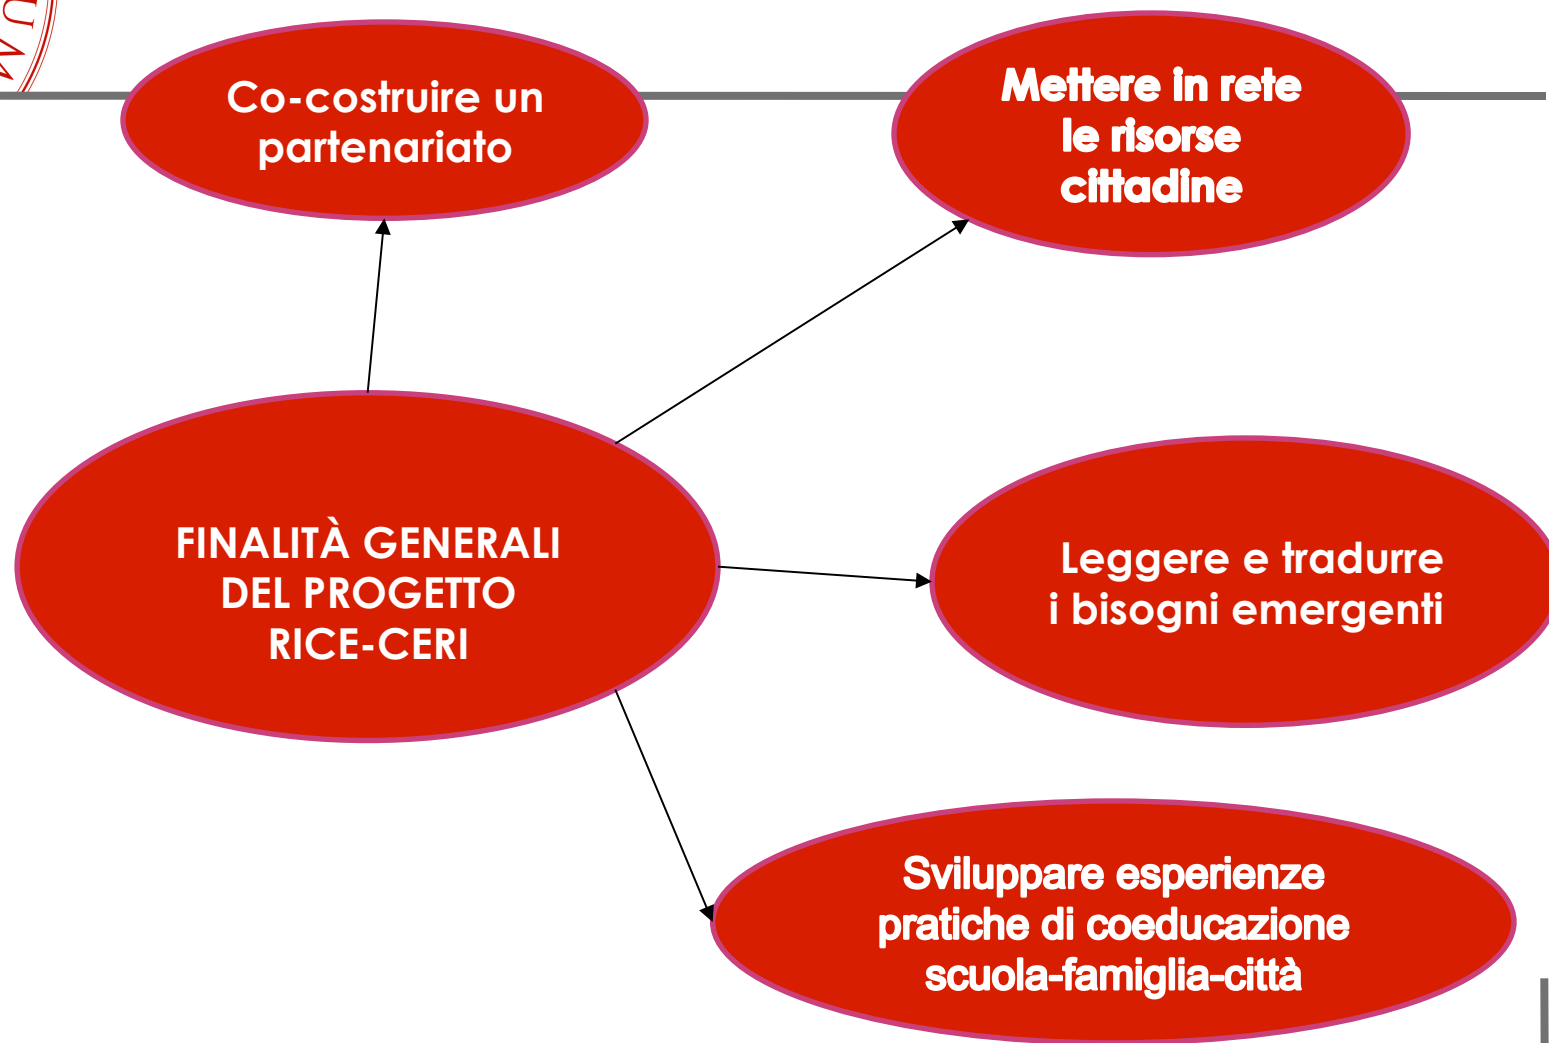 UM
Co-costruire un
partenariato
Mettere in rete
le risorse
cittadine
FINALITÀ GENERALI
DEL PROGETTO
RICE-CERI
Leggere e tradurre
i bisogni emergenti
Sviluppare esperienze
pratiche di coeducazione
scuola-famiglia-città